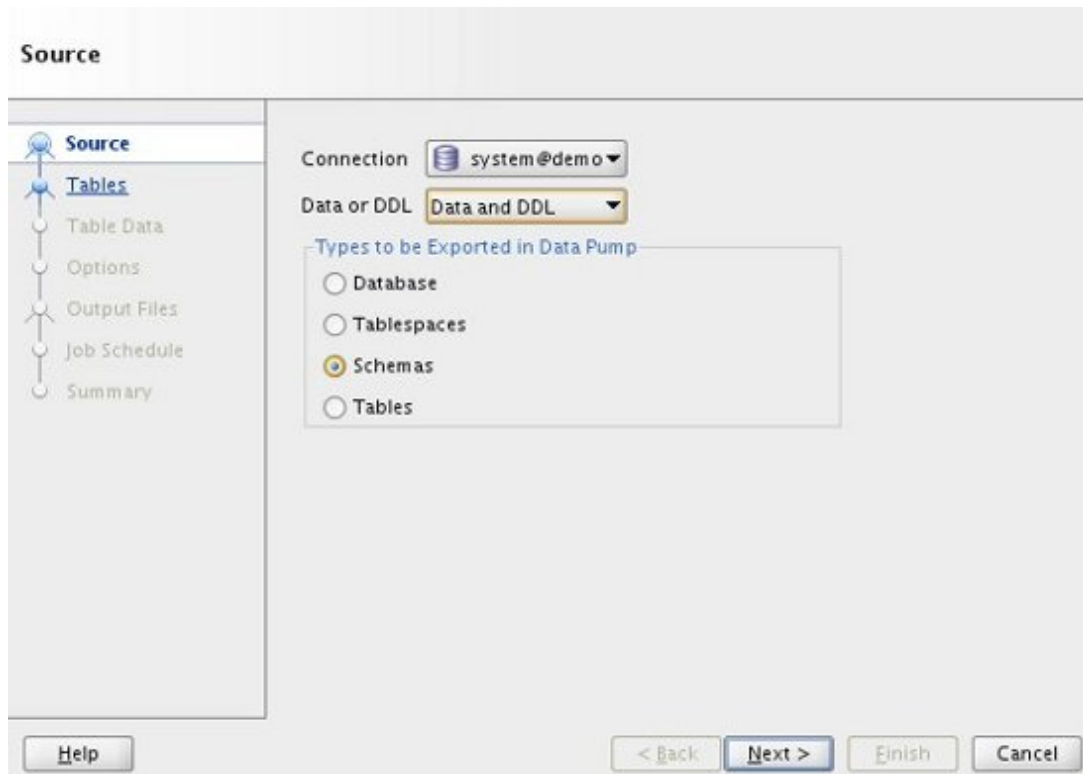 Source
Source
Tables
Table Data
Options
Output Files
Job Schedule
Summary
Connection system@demo
Data or DDL Data and DDL
Types to be Exported in Data Pump
Database
Tablespaces
Schemas
Tables
Help
< Back
Next >
Finish
Cancel